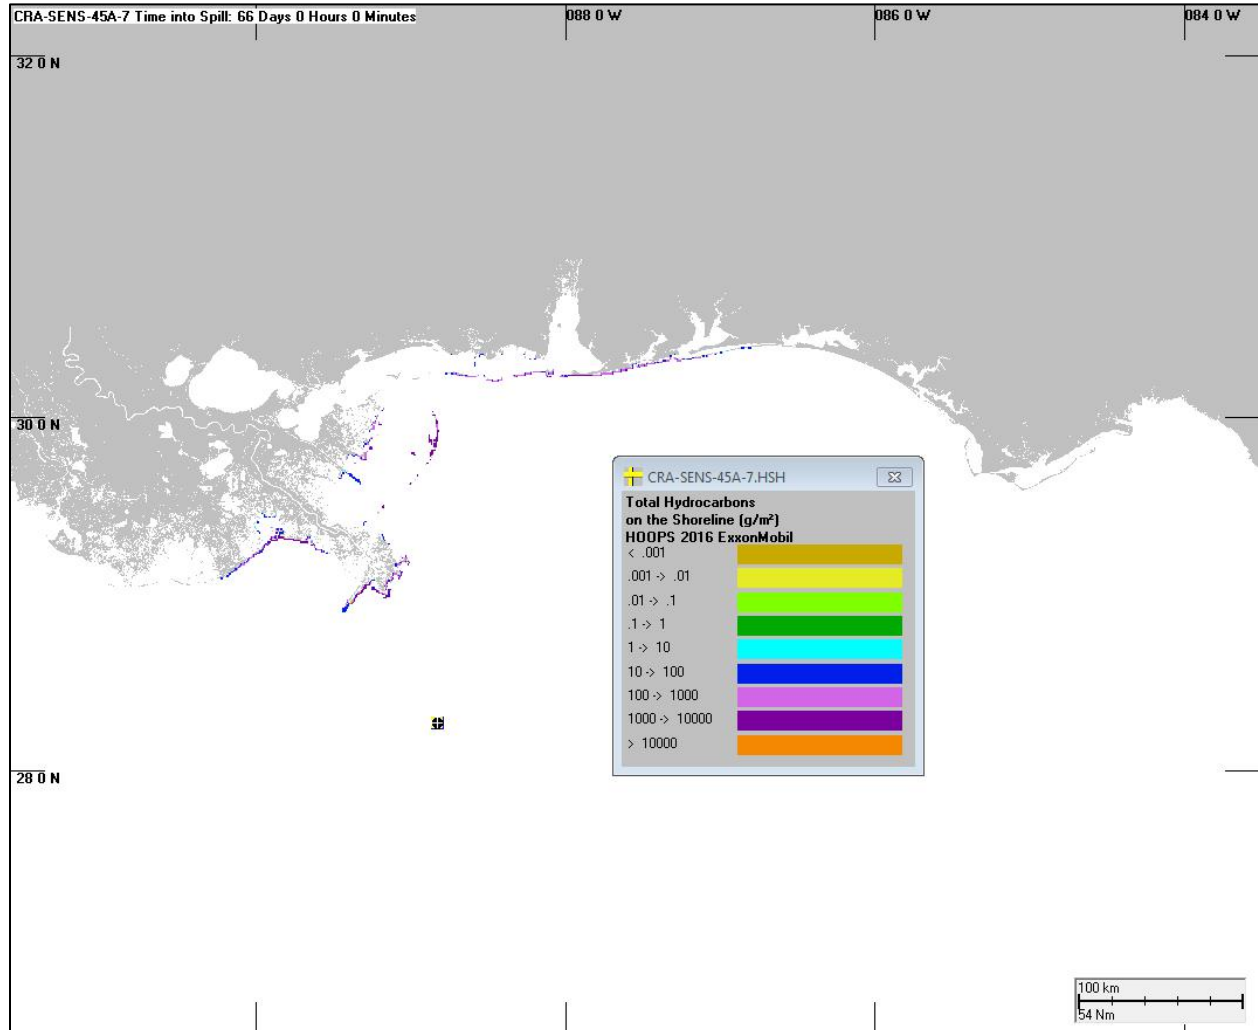 CRA-SENS-45A-7 Time into Spill: 66 Days 0 Hours 0 Minutes
088 0 W
086 0 W
084 0 W
32 0 N
30 0 N
CRA-SENS-45A-7.HSH
Total Hydrocarbons
on the Shoreline (g/m²)
HOOPS 2016 ExxonMobil
< .001
.001 -> .01
.01 -> .1
.1 -> 1
1 -> 10
10 -> 100
100 -> 1000
1000 -> 10000
> 10000
28 0 N
100 km
54 Nm